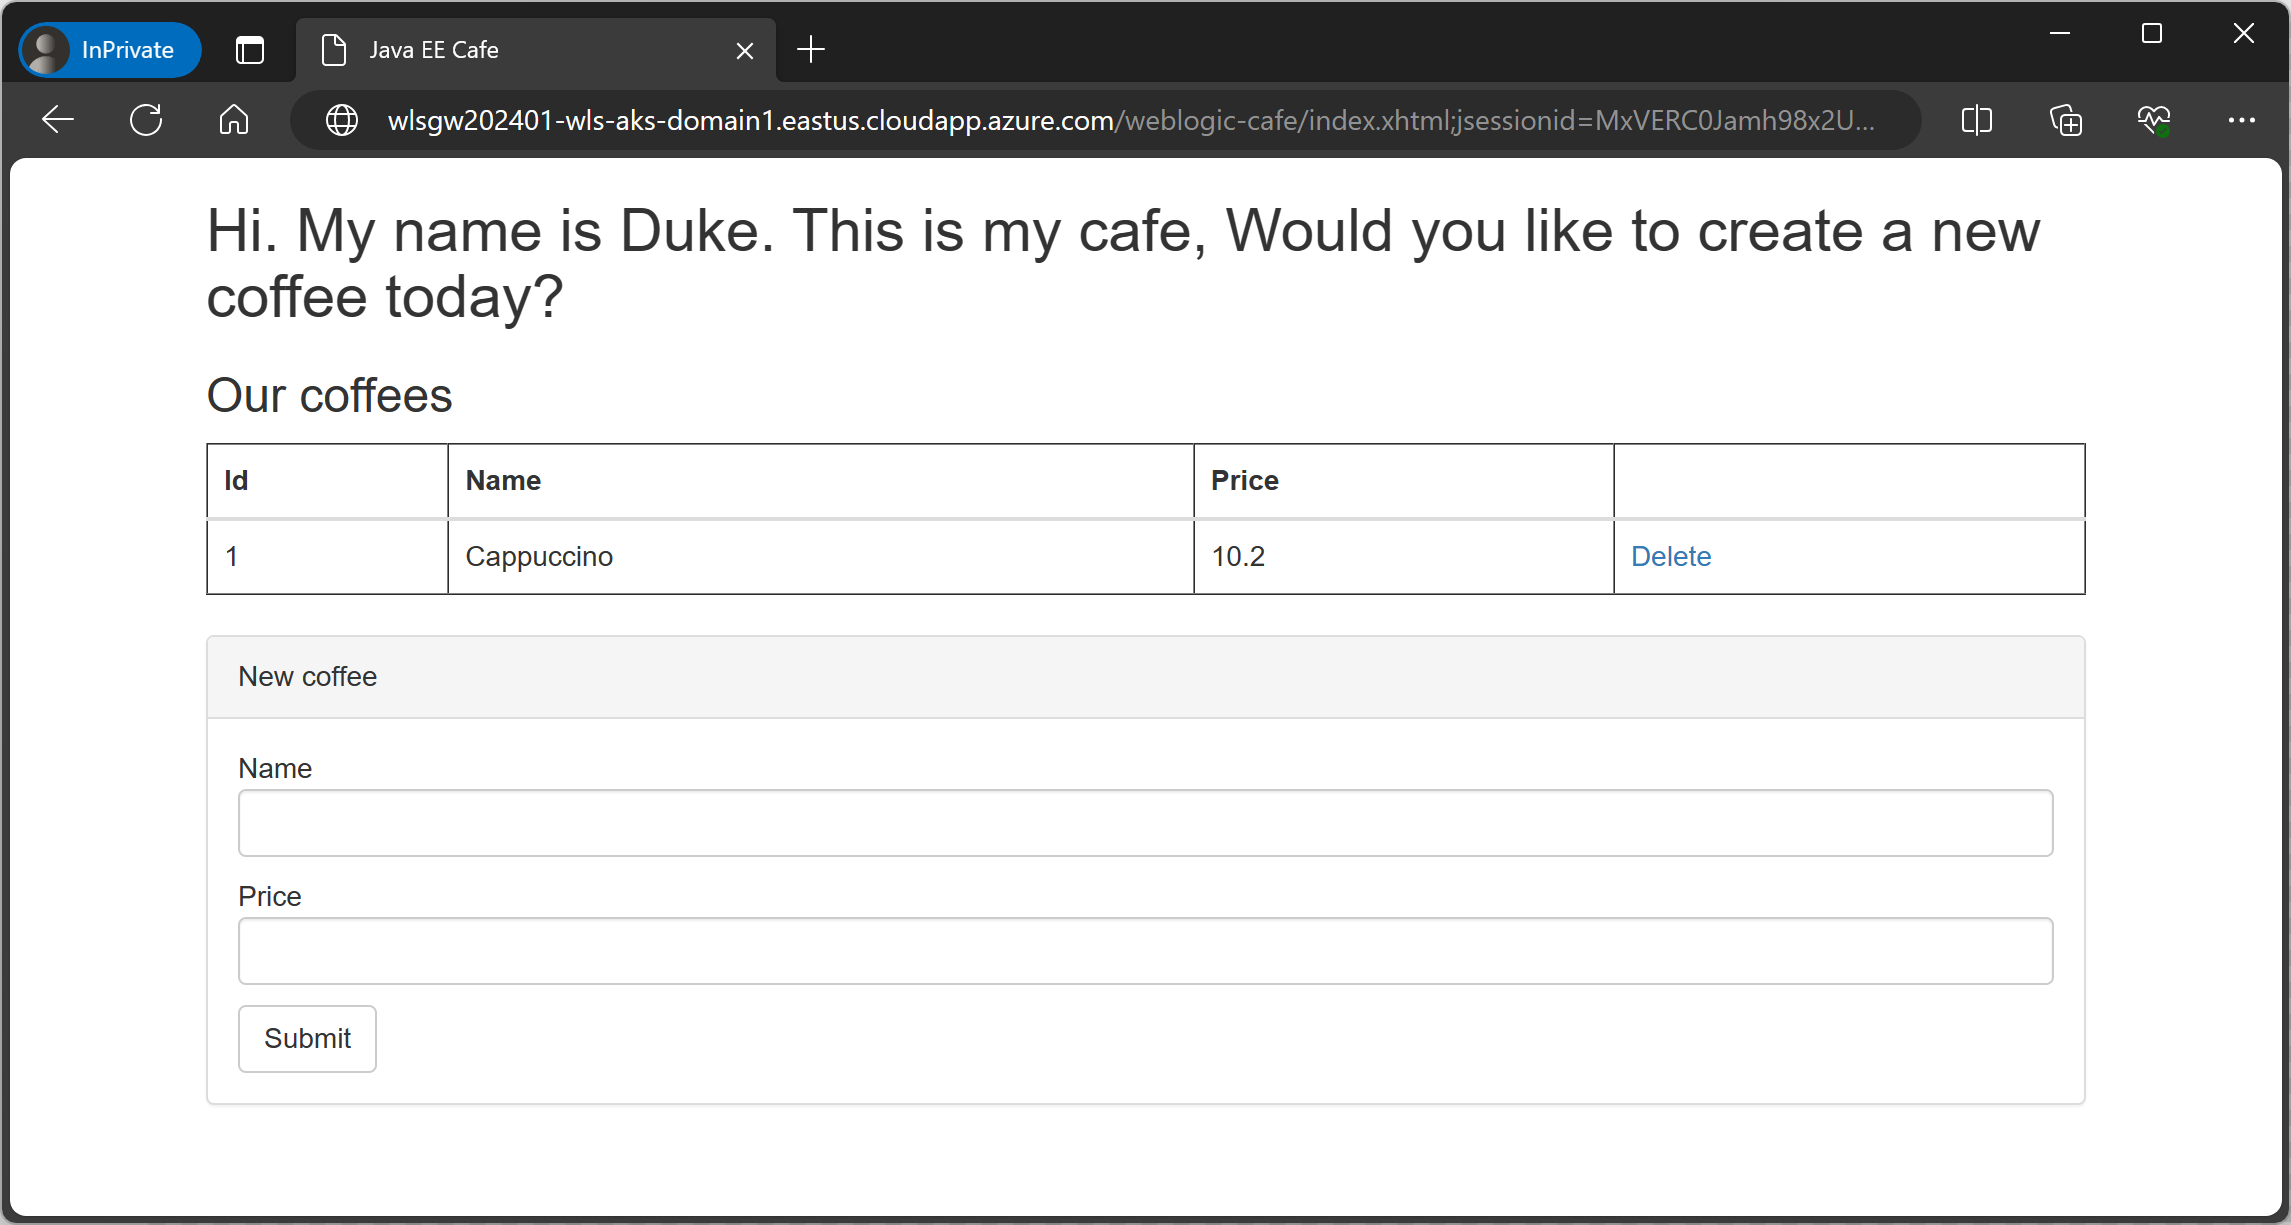 InPrivate
Java EE Cafe
wlsgw202401-wls-aks-domain1.eastus.cloudapp.azure.com/weblogic-cafe/index.xhtml;jsessionid=MxVERC0Jamh98x2U...
Hi. My name is Duke. This is my cafe, Would you like to create a new
coffee today?
Our coffees
Id Name Price
1 Cappuccino 10.2 Delete
New coffee
Name
Price
Submit